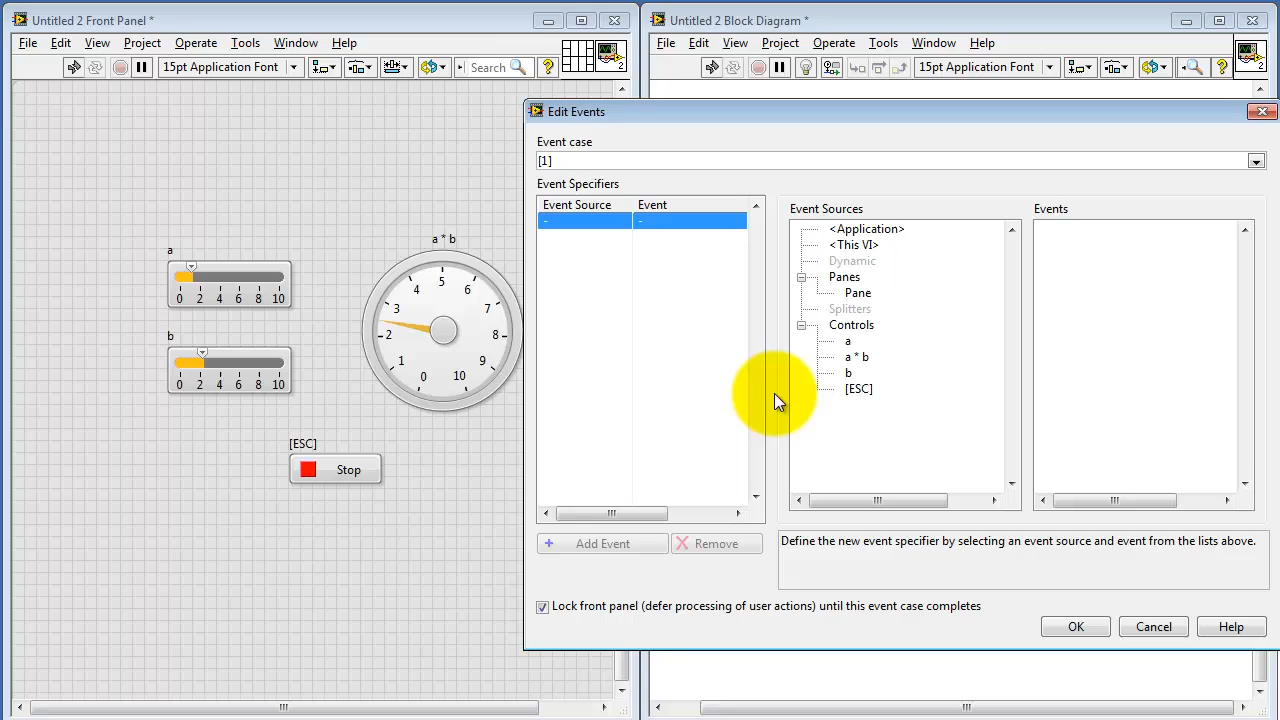 Untitled 2 Front Panel *
File Edit View Project Operate Tools Window Help
15pt Application Font
Search
?
2
a
0 2 4 6 8 10
b
0 2 4 6 8 10
a * b
0 1 2 3 4 5 6 7 8 9 10
[ESC]
Stop
Untitled 2 Block Diagram *
File Edit View Project Operate Tools Window Help
15pt Application Font
?
2
Edit Events
Event case
[1]
Event Specifiers
Event Source Event
- -
Add Event
Remove
Event Sources
<Application>
<This VI>
Dynamic
Panes
Pane
Splitters
Controls
a
a * b
b
[ESC]
Events
Define the new event specifier by selecting an event source and event from the lists above.
Lock front panel (defer processing of user actions) until this event case completes
OK
Cancel
Help